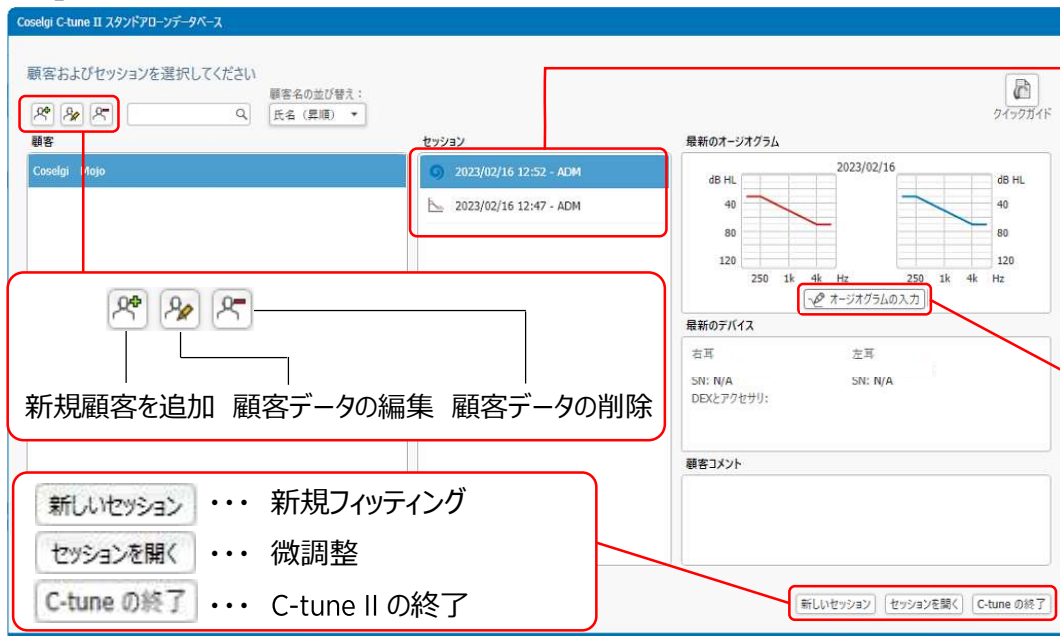 Coselgi C-tune II スタンドアローンデータベース
顧客およびセッションを選択してください
顧客名の並び替え：
氏名（昇順）
クイックガイド
顧客
Coselgi Mojo
セッション
2023/02/16 12:52 - ADM
2023/02/16 12:47 - ADM
最新のオージオグラム
2023/02/16
dB HL
40
80
120
250 1k 4k Hz
dB HL
40
80
120
250 1k 4k Hz
オージオグラムの入力
最新のデバイス
右耳 左耳
SN: N/A SN: N/A
DEXとアクセサリ:
顧客コメント
新規顧客を追加 顧客データの編集 顧客データの削除
新しいセッション ・・・ 新規フィッティング
セッションを開く ・・・ 微調整
C-tune の終了 ・・・ C-tune II の終了
新しいセッション セッションを開く C-tune の終了